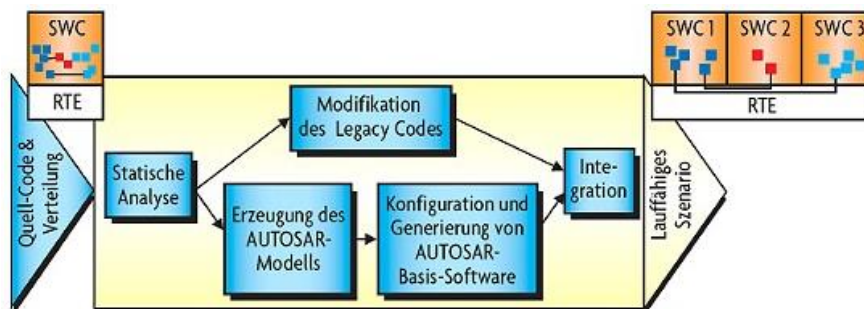 SWC
RTE
Quell-Code &
Verteilung
Statische
Analyse
Modifikation
des Legacy Codes
Erzeugung des
AUTOSAR-
Modells
Konfiguration und
Generierung von
AUTOSAR-
Basis-Software
Inte-
gration
Lauffähiges
Szenario
SWC 1 SWC 2 SWC 3
RTE